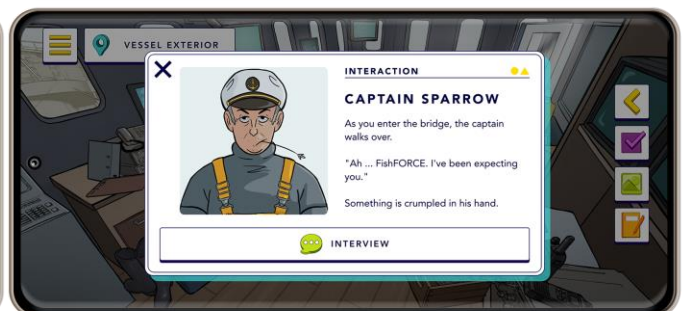 VESSEL EXTERIOR
INTERACTION
CAPTAIN SPARROW
As you enter the bridge, the captain
walks over.
"Ah ... FishFORCE. I've been expecting
you."
Something is crumpled in his hand.
INTERVIEW